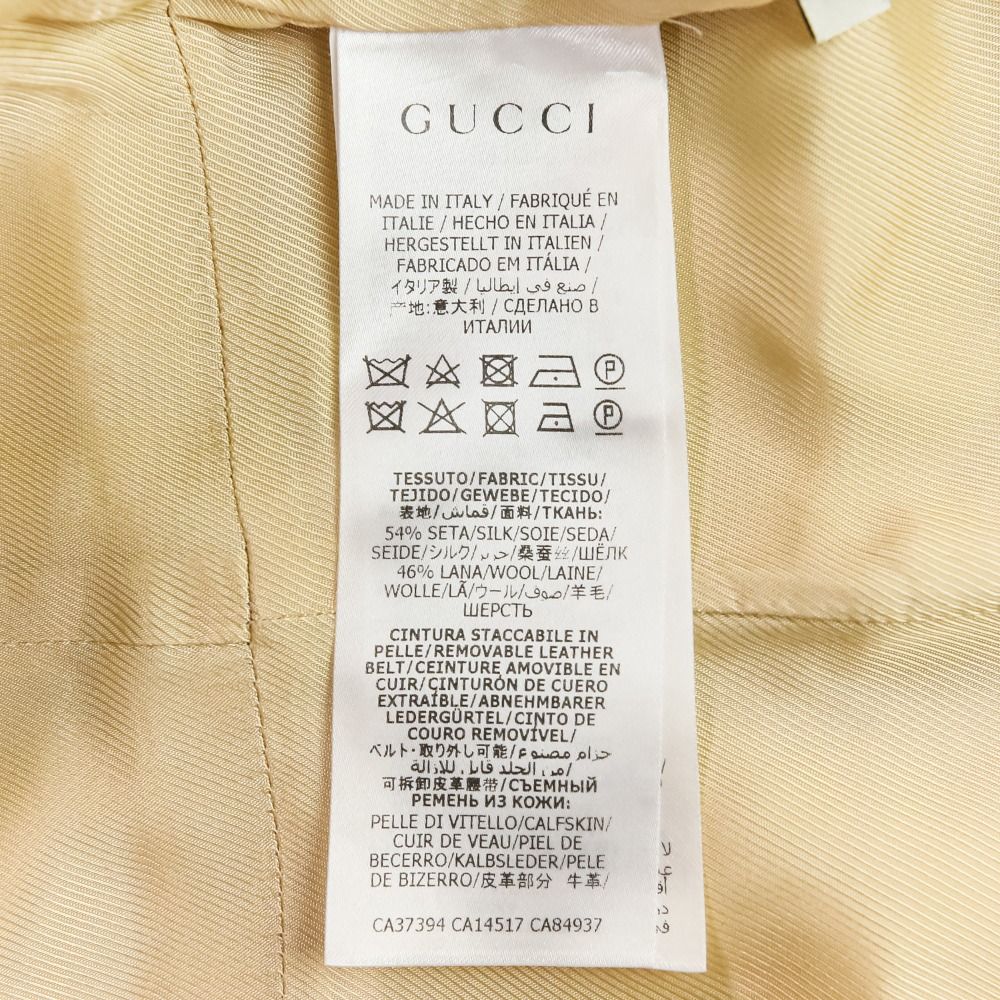 GUCCI
MADE IN ITALY / FABRIQUÉ EN
ITALIE / HECHO EN ITALIA /
HERGESTELLT IN ITALIEN /
FABRICADO EM ITÁLIA /
イタリア製 / صنع في إيطاليا /
产地:意大利 / СДЕЛАНО В
ИТАЛИИ
P
P
TESSUTO/FABRIC/TISSU/
TEJIDO/GEWEBE/TECIDO/
表地/قماش/面料/ТКАНЬ:
54% SETA/SILK/SOIE/SEDA/
SEIDE/シルク/حرير/桑蚕丝/ШЁЛК
46% LANA/WOOL/LAINE/
WOLLE/LÃ/ウール/صوف/羊毛/
ШЕРСТЬ
CINTURA STACCABILE IN
PELLE/REMOVABLE LEATHER
BELT/CEINTURE AMOVIBLE EN
CUIR/CINTURÓN DE CUERO
EXTRAÍBLE/ABNEHMBARER
LEDERGÜRTEL/CINTO DE
COURO REMOVÍVEL/
ベルト・取り外し可能/حزام مصنوع
من الجلد قابل للإزالة/
可拆卸皮革腰带/СЪЕМНЫЙ
РЕМЕНЬ ИЗ КОЖИ:
PELLE DI VITELLO/CALFSKIN/
CUIR DE VEAU/PIEL DE
BECERRO/KALBSLEDER/PELE
DE BIZERRO/皮革部分 牛革/
CA37394 CA14517 CA84937